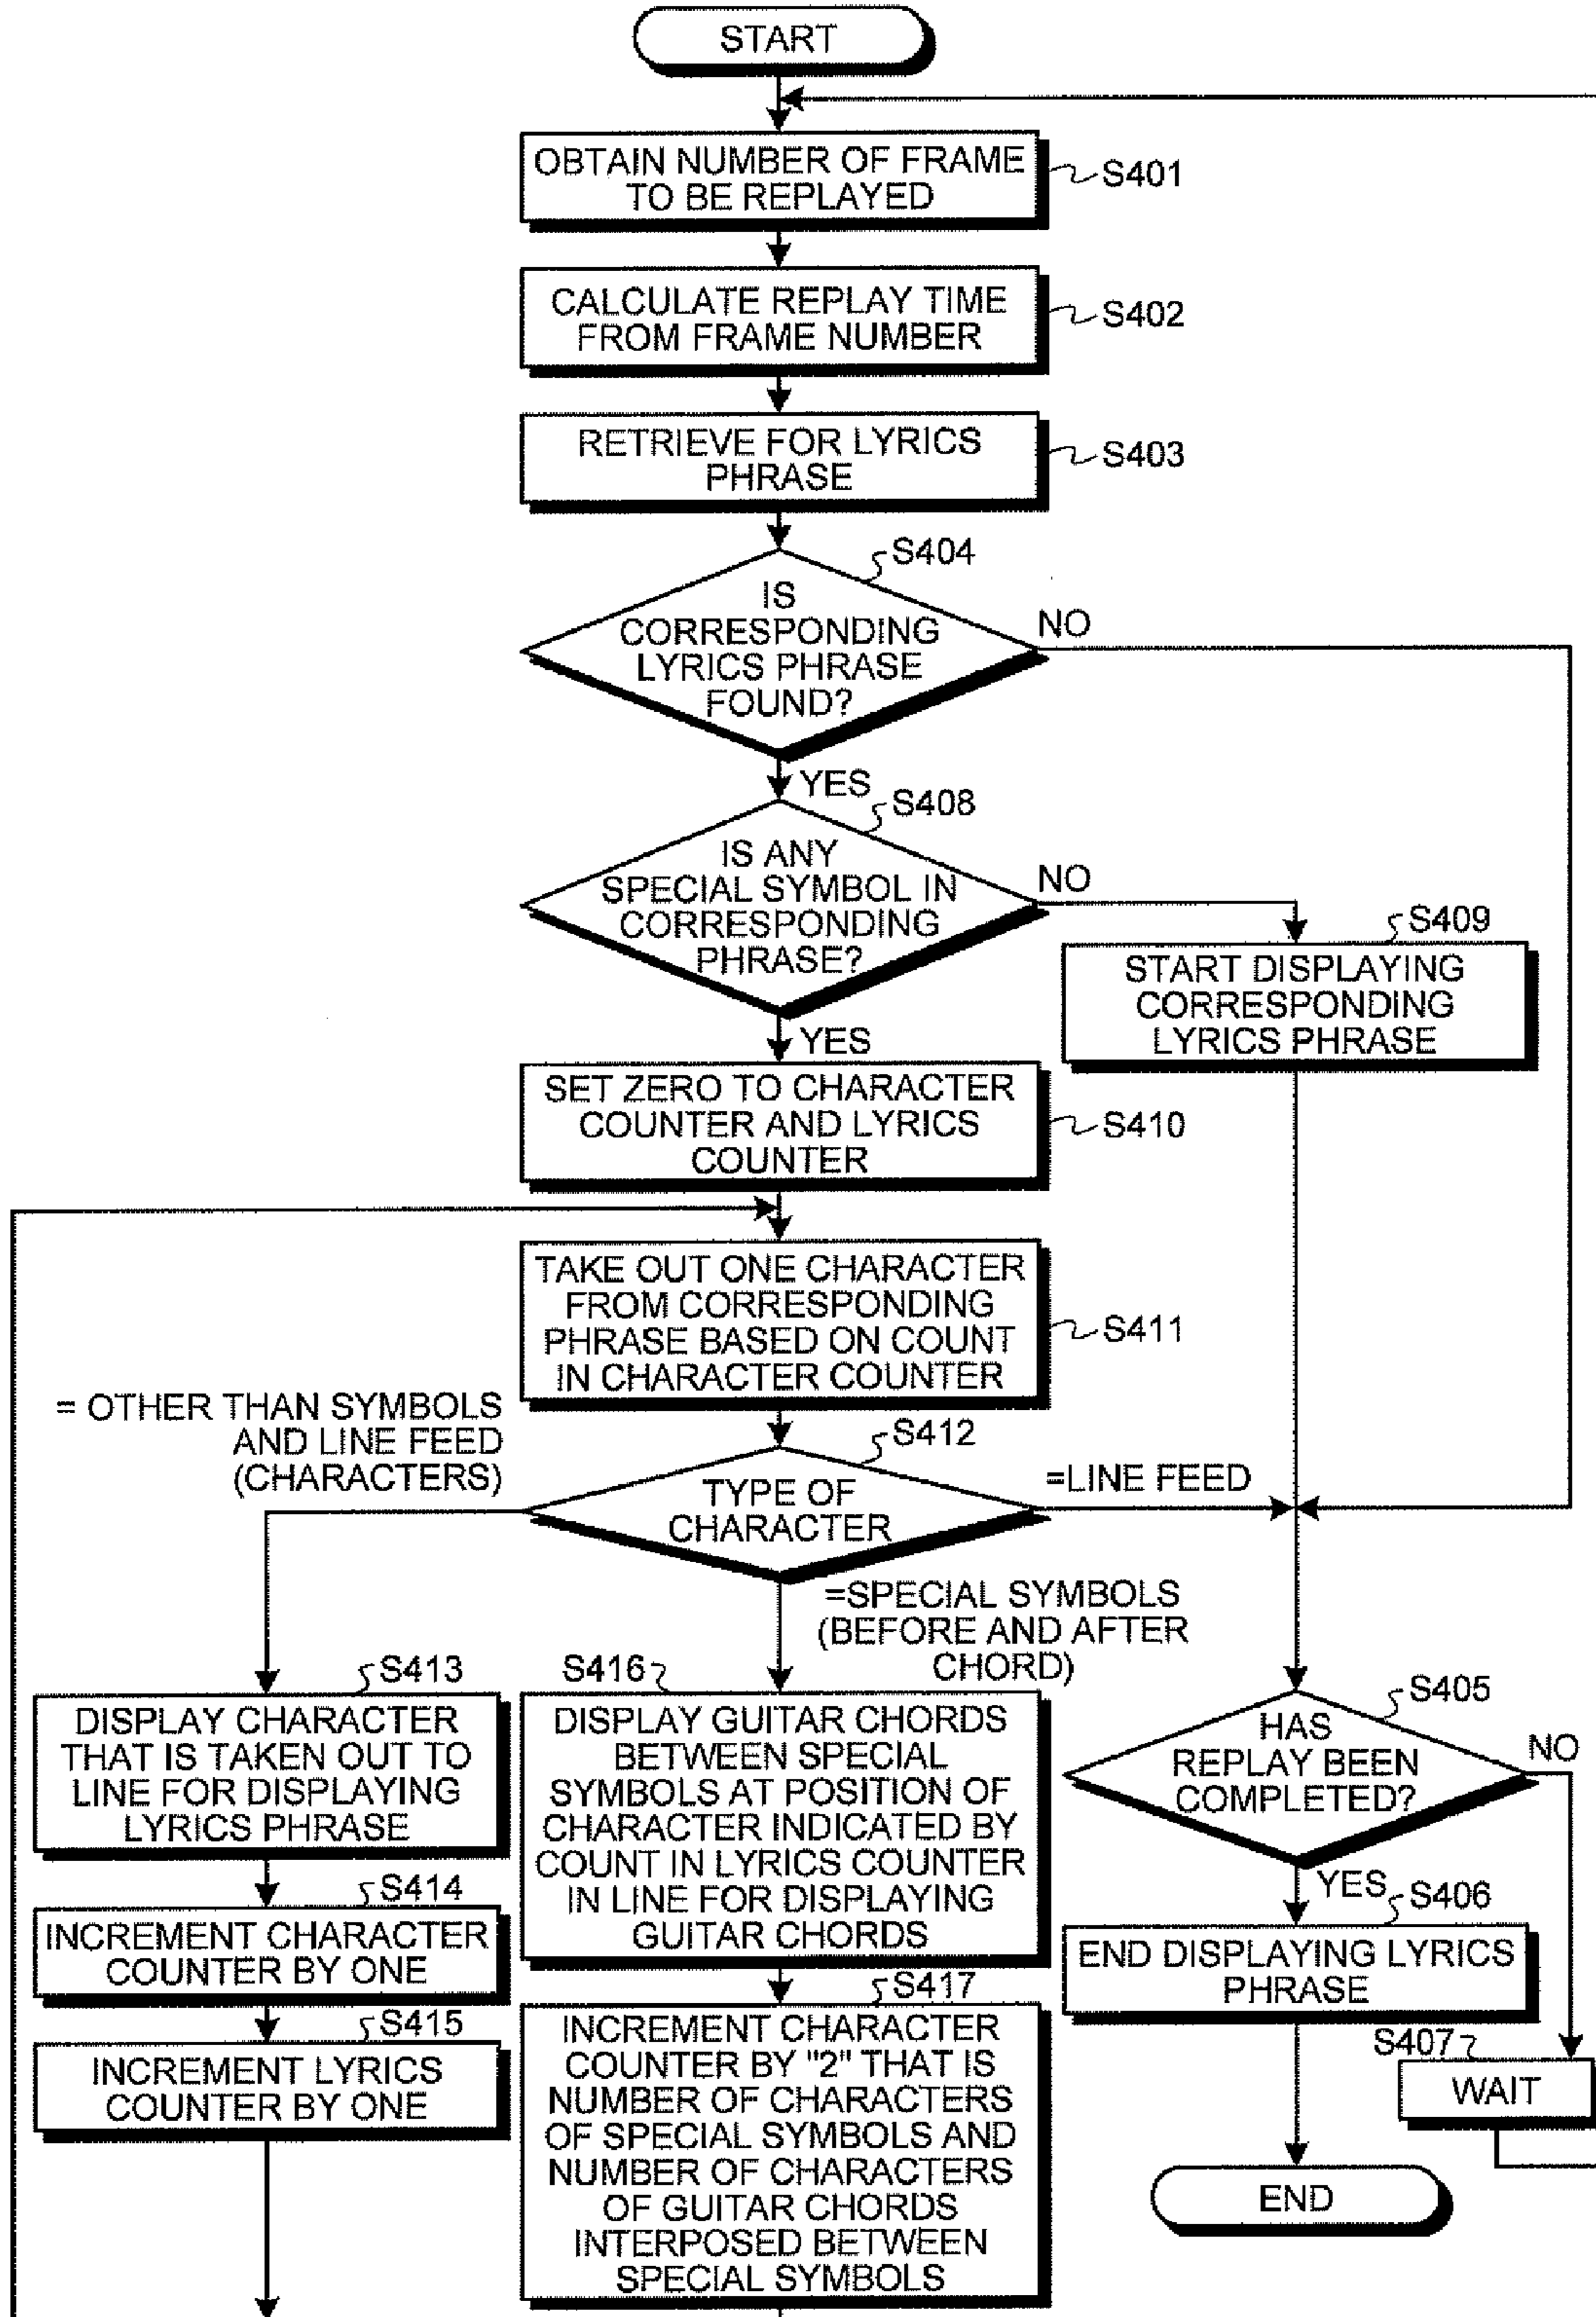 START
OBTAIN NUMBER OF FRAME
TO BE REPLAYED
S401
CALCULATE REPLAY TIME
FROM FRAME NUMBER
S402
RETRIEVE FOR LYRICS
PHRASE
S403
S404
IS
CORRESPONDING
LYRICS PHRASE
FOUND?
NO
YES
S408
IS ANY
SPECIAL SYMBOL IN
CORRESPONDING
PHRASE?
NO
YES
S409
START DISPLAYING
CORRESPONDING
LYRICS PHRASE
SET ZERO TO CHARACTER
COUNTER AND LYRICS
COUNTER
S410
TAKE OUT ONE CHARACTER
FROM CORRESPONDING
PHRASE BASED ON COUNT
IN CHARACTER COUNTER
S411
= OTHER THAN SYMBOLS
AND LINE FEED
(CHARACTERS)
S412
TYPE OF
CHARACTER
=LINE FEED
=SPECIAL SYMBOLS
(BEFORE AND AFTER
CHORD)
S413
DISPLAY CHARACTER
THAT IS TAKEN OUT TO
LINE FOR DISPLAYING
LYRICS PHRASE
S414
INCREMENT CHARACTER
COUNTER BY ONE
S415
INCREMENT LYRICS
COUNTER BY ONE
S416
DISPLAY GUITAR CHORDS
BETWEEN SPECIAL
SYMBOLS AT POSITION OF
CHARACTER INDICATED BY
COUNT IN LYRICS COUNTER
IN LINE FOR DISPLAYING
GUITAR CHORDS
S417
INCREMENT CHARACTER
COUNTER BY "2" THAT IS
NUMBER OF CHARACTERS
OF SPECIAL SYMBOLS AND
NUMBER OF CHARACTERS
OF GUITAR CHORDS
INTERPOSED BETWEEN
SPECIAL SYMBOLS
S405
HAS
REPLAY BEEN
COMPLETED?
NO
YES
S406
END DISPLAYING LYRICS
PHRASE
S407
WAIT
END